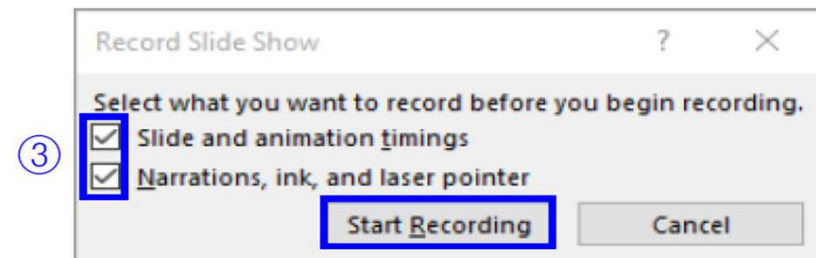 Record Slide Show ? ×
Select what you want to record before you begin recording.
③ Slide and animation timings
Narrations, ink, and laser pointer
Start Recording Cancel